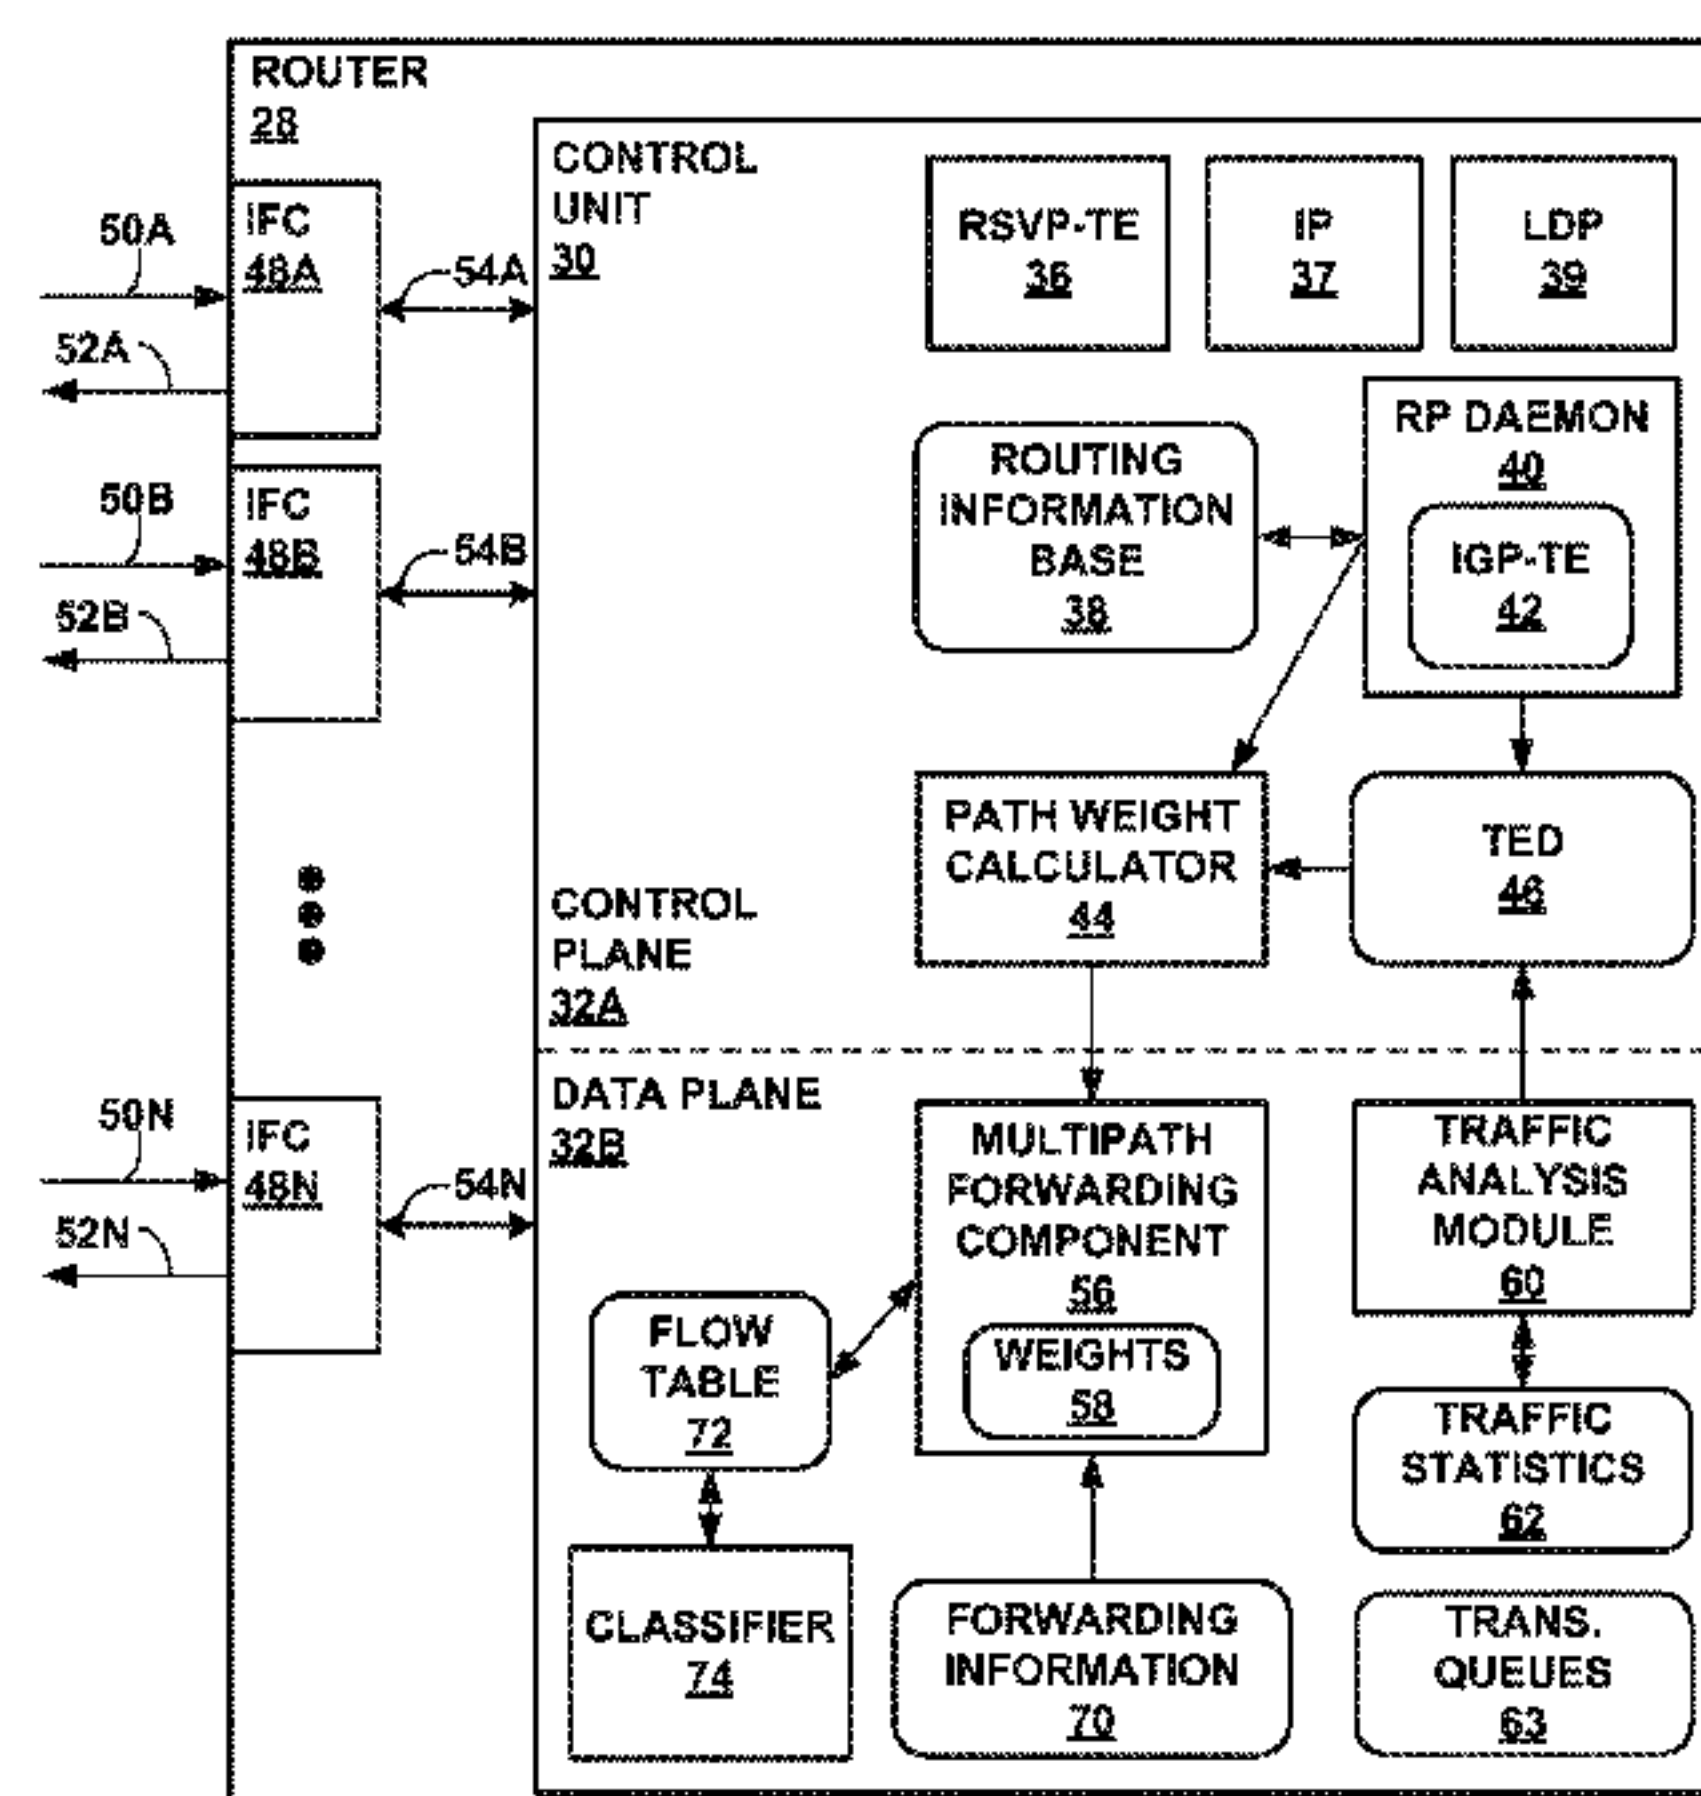 ROUTER
28
CONTROL
UNIT
30
RSVP-TE
36
IP
37
LDP
39
IFC
48A
50A
52A
54A
RP DAEMON
40
IGP-TE
42
ROUTING
INFORMATION
BASE
38
IFC
48B
50B
52B
54B
PATH WEIGHT
CALCULATOR
44
TED
46
CONTROL
PLANE
32A
DATA PLANE
32B
IFC
48N
50N
52N
54N
MULTIPATH
FORWARDING
COMPONENT
56
WEIGHTS
58
TRAFFIC
ANALYSIS
MODULE
60
FLOW
TABLE
72
TRAFFIC
STATISTICS
62
CLASSIFIER
74
FORWARDING
INFORMATION
70
TRANS.
QUEUES
63